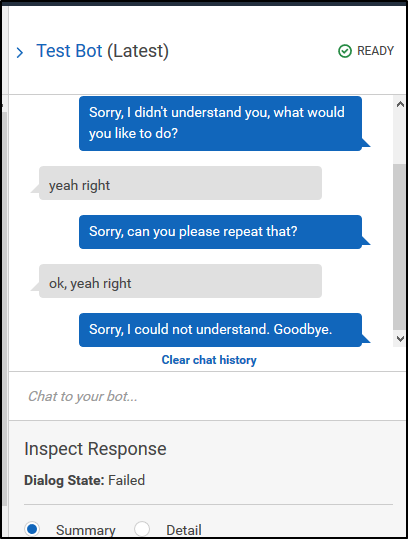 Test Bot (Latest)
READY
Sorry, I didn't understand you, what would
you like to do?
yeah right
Sorry, can you please repeat that?
ok, yeah right
Sorry, I could not understand. Goodbye.
Clear chat history
Chat to your bot...
Inspect Response
Dialog State: Failed
Summary Detail